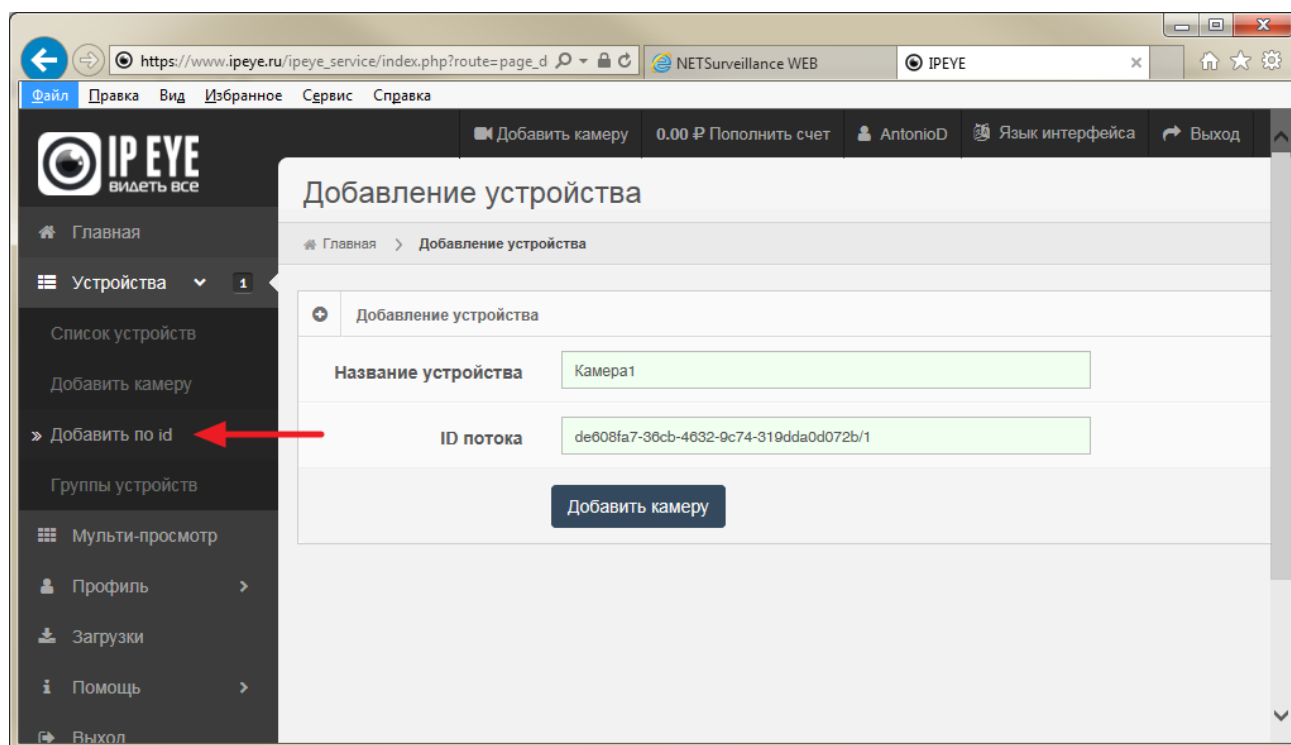 https://www.ipeye.ru/ipeye_service/index.php?route=page_d
NETSurveillance WEB
IPEYE
Файл Правка Вид Избранное Сервис Справка
IP EYE
видеть все
Добавить камеру 0.00 ₽ Пополнить счет AntonioD Язык интерфейса Выход
Добавление устройства
Главная > Добавление устройства
Главная
Устройства 1
Список устройств
Добавить камеру
» Добавить по id
Группы устройств
Мульти-просмотр
Профиль >
Загрузки
Помощь >
Выход
Добавление устройства
Название устройства Камера1
ID потока de608fa7-36cb-4632-9c74-319dda0d072b/1
Добавить камеру